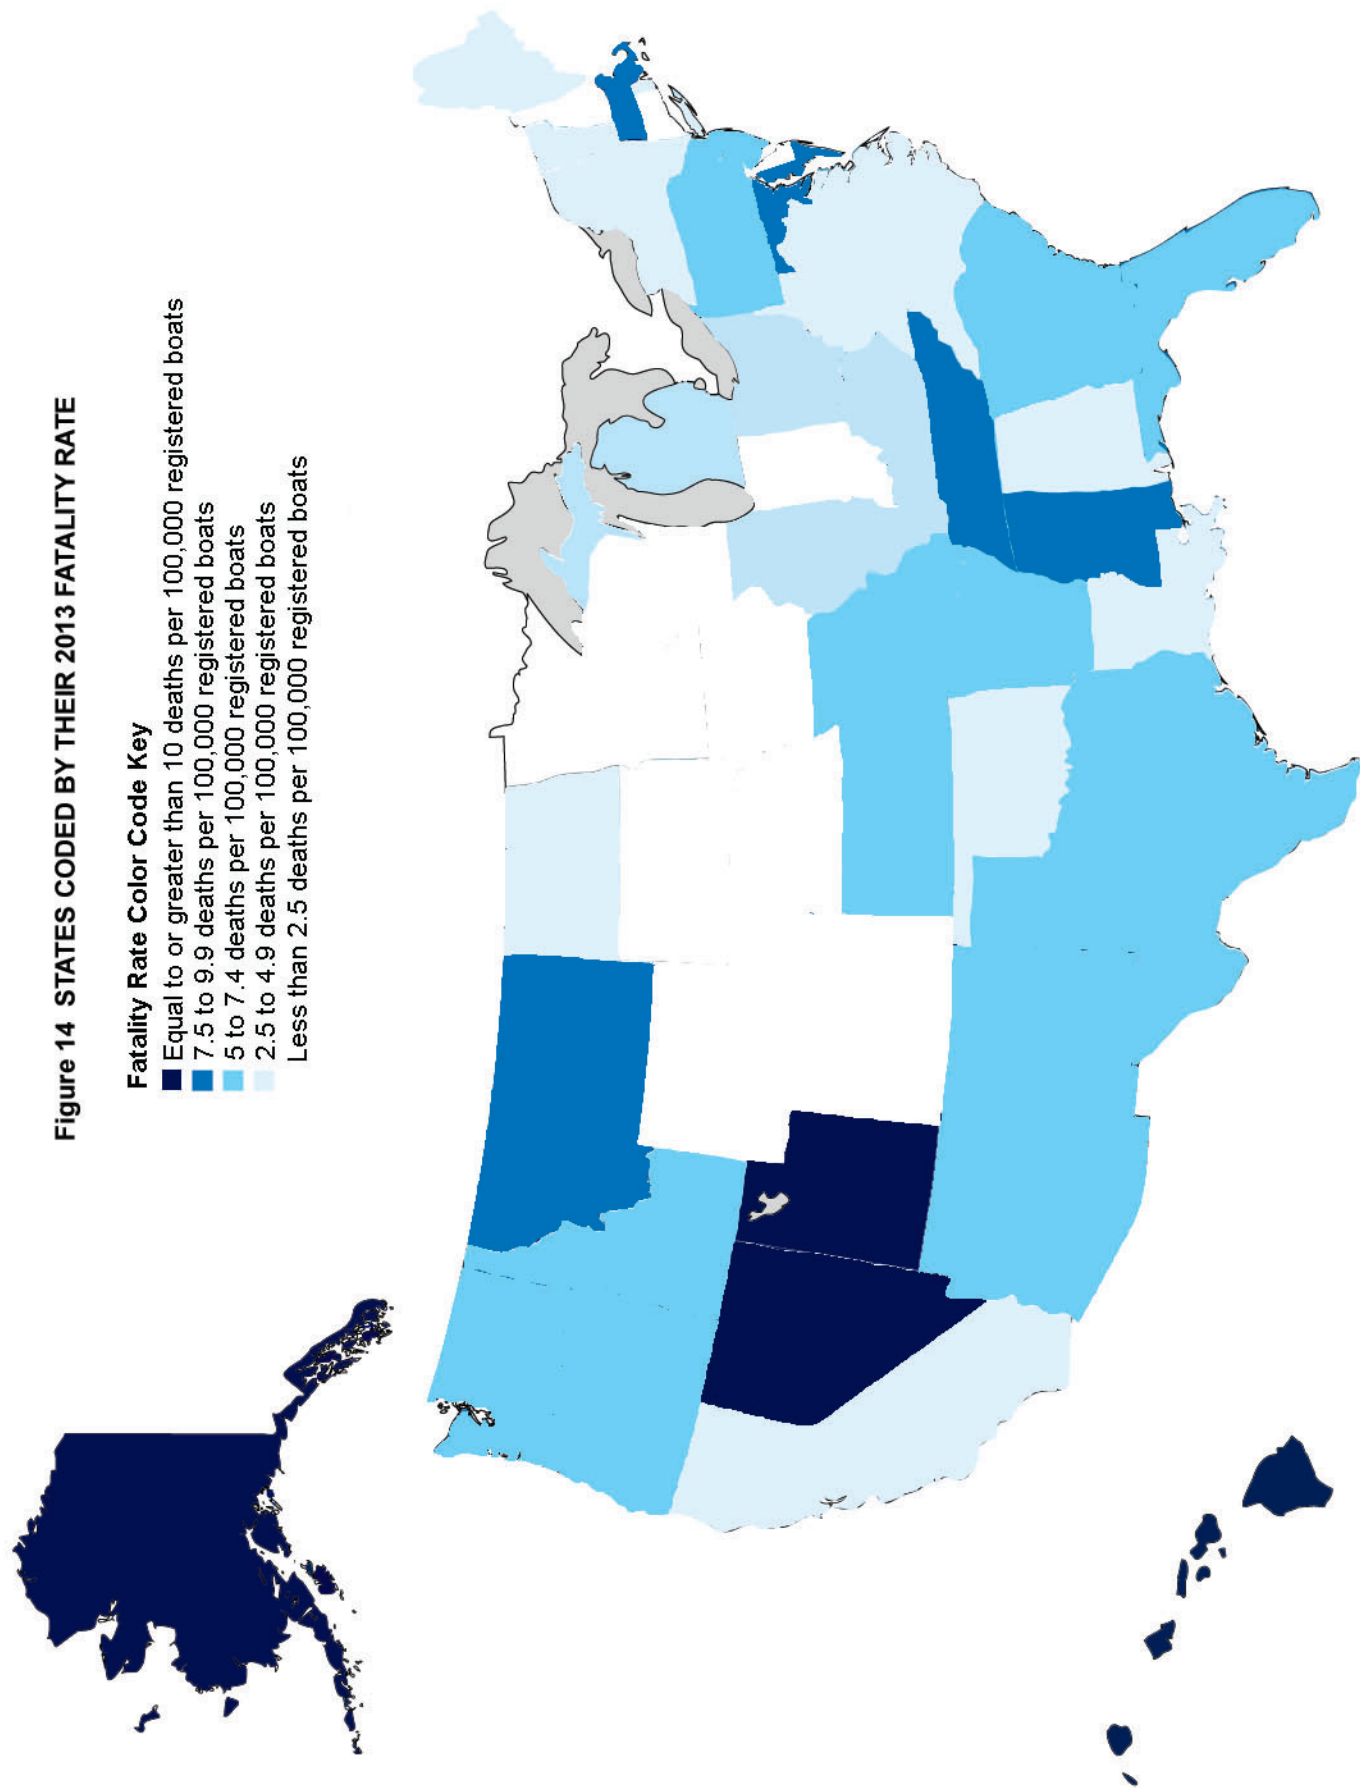 Figure 14 STATES CODED BY THEIR 2013 FATALITY RATE
Fatality Rate Color Code Key
Equal to or greater than 10 deaths per 100,000 registered boats
7.5 to 9.9 deaths per 100,000 registered boats
5 to 7.4 deaths per 100,000 registered boats
2.5 to 4.9 deaths per 100,000 registered boats
Less than 2.5 deaths per 100,000 registered boats